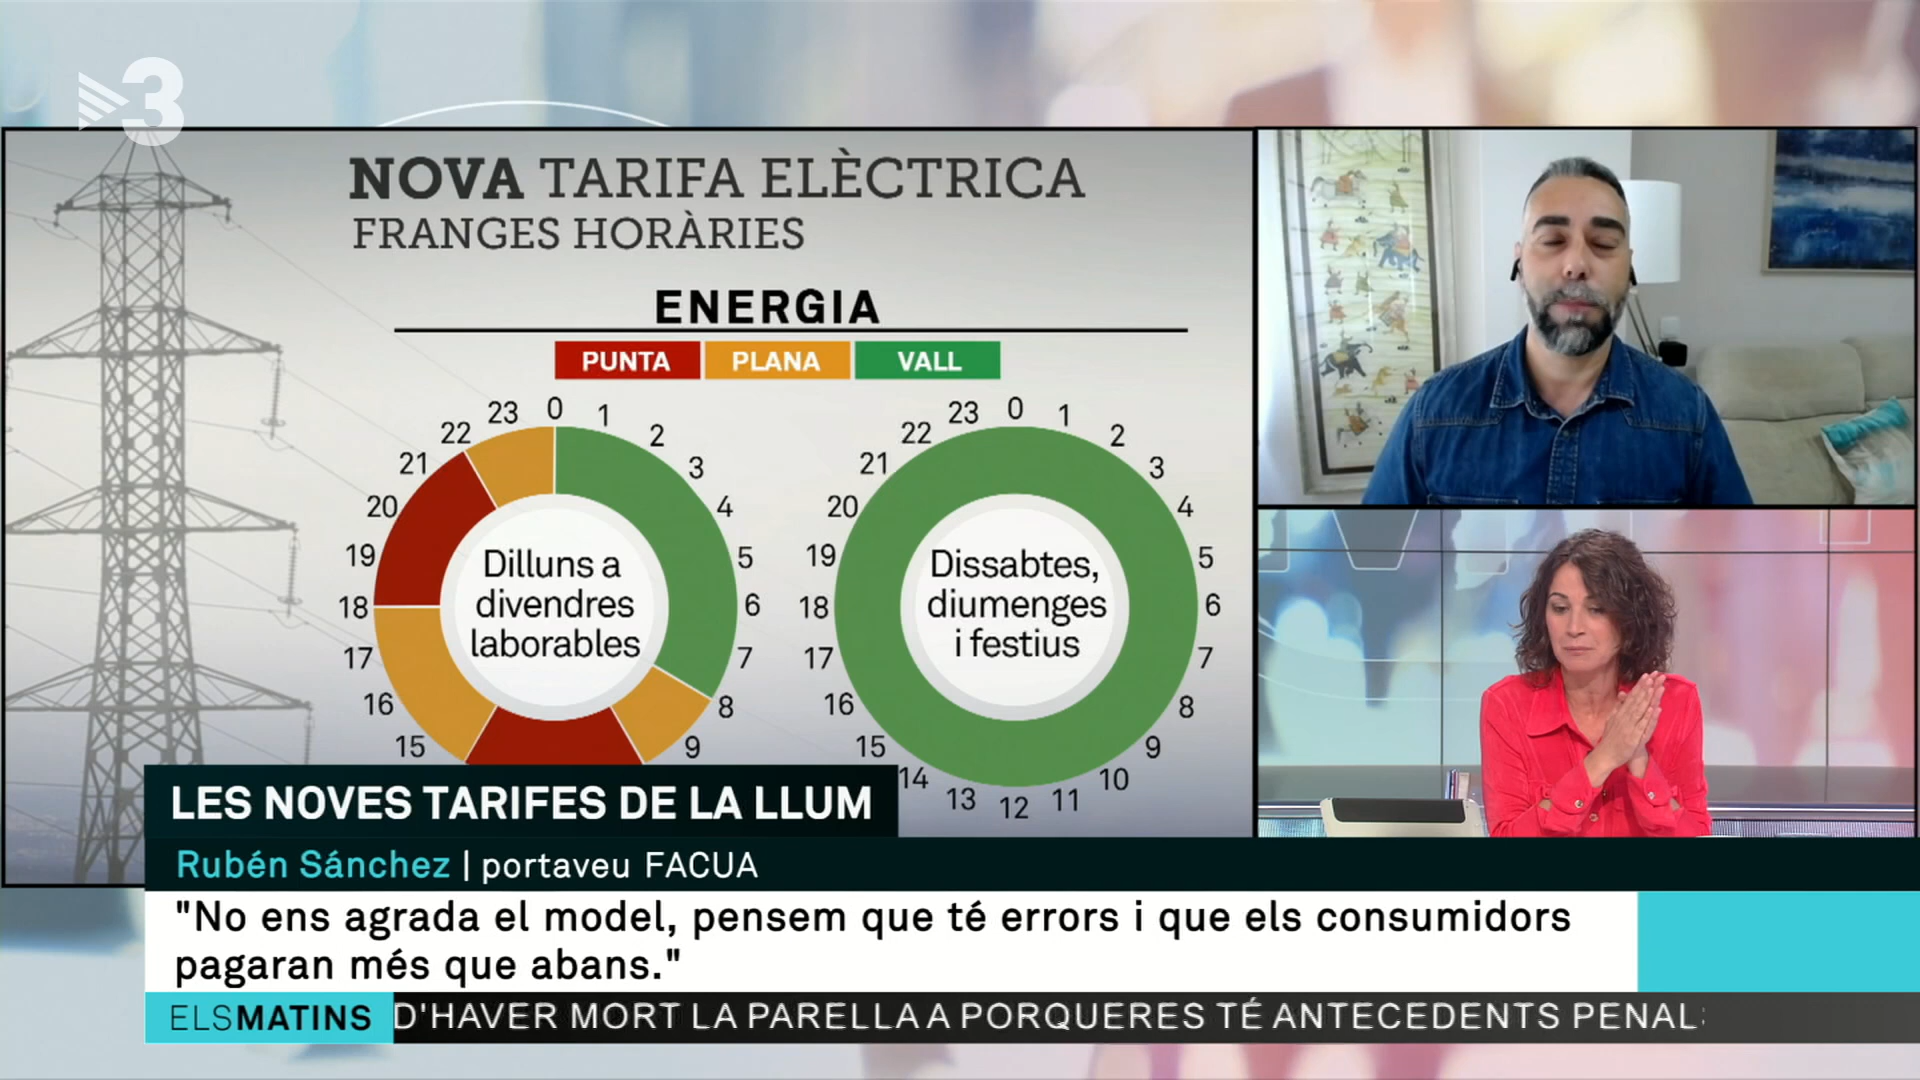 3
NOVA TARIFA ELÈCTRICA
FRANGES HORÀRIES
ENERGIA
PUNTA PLANA VALL
0 1 2 3 4 5 6 7 8 9 15 16 17 18 19 20 21 22 23
Dilluns a
divendres
laborables
0 1 2 3 4 5 6 7 8 9 10 11 12 13 14 15 16 17 18 19 20 21 22 23
Dissabtes,
diumenges
i festius
LES NOVES TARIFES DE LA LLUM
Rubén Sánchez | portaveu FACUA
"No ens agrada el model, pensem que té errors i que els consumidors
pagaran més que abans."
ELSMATINS D'HAVER MORT LA PARELLA A PORQUERES TÉ ANTECEDENTS PENAL